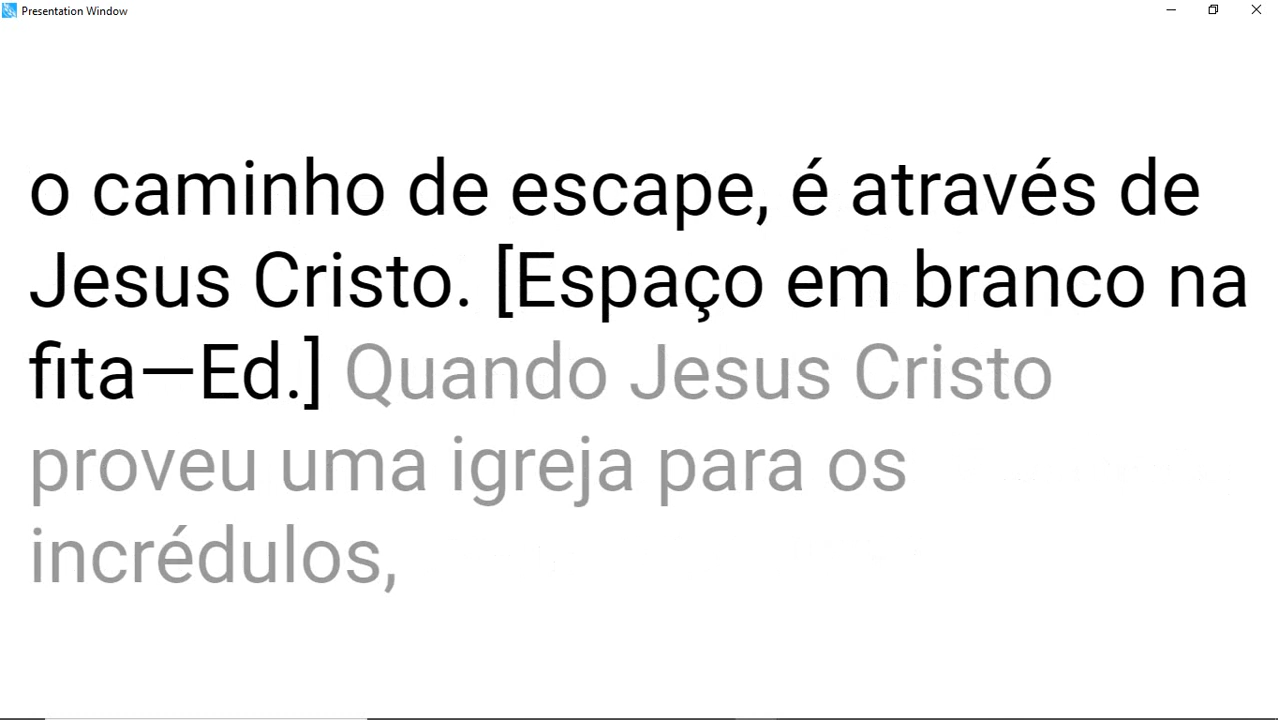 Presentation Window
o caminho de escape, é através de
Jesus Cristo. [Espaço em branco na
fita—Ed.] Quando Jesus Cristo
proveu uma igreja para os
incrédulos,